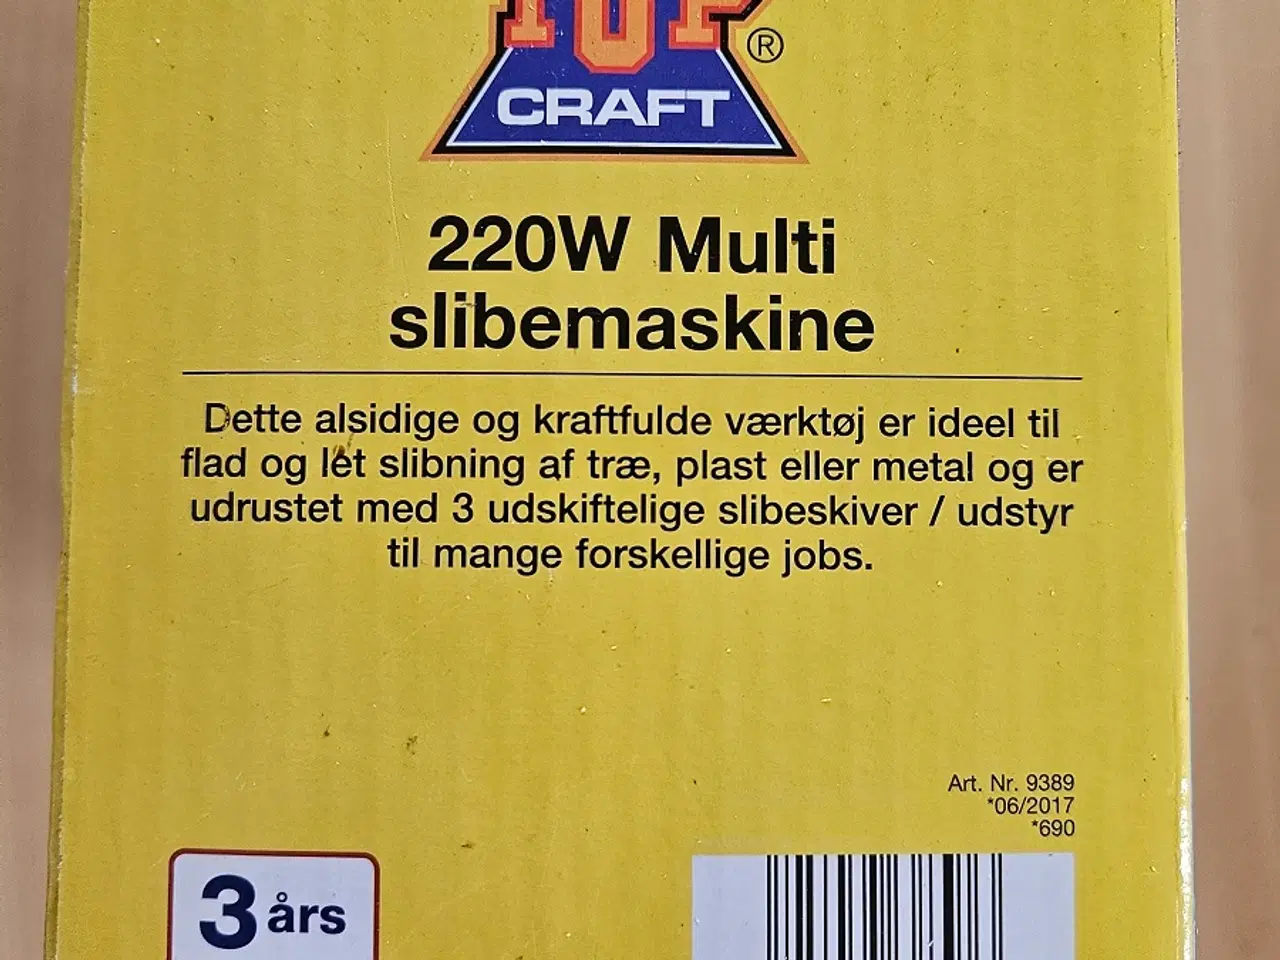 TOP
CRAFT
®
220W Multi
slibemaskine
Dette alsidige og kraftfulde værktøj er ideel til
flad og let slibning af træ, plast eller metal og er
udrustet med 3 udskiftelige slibeskiver / udstyr
til mange forskellige jobs.
Art. Nr. 9389
*06/2017
*690
3 års